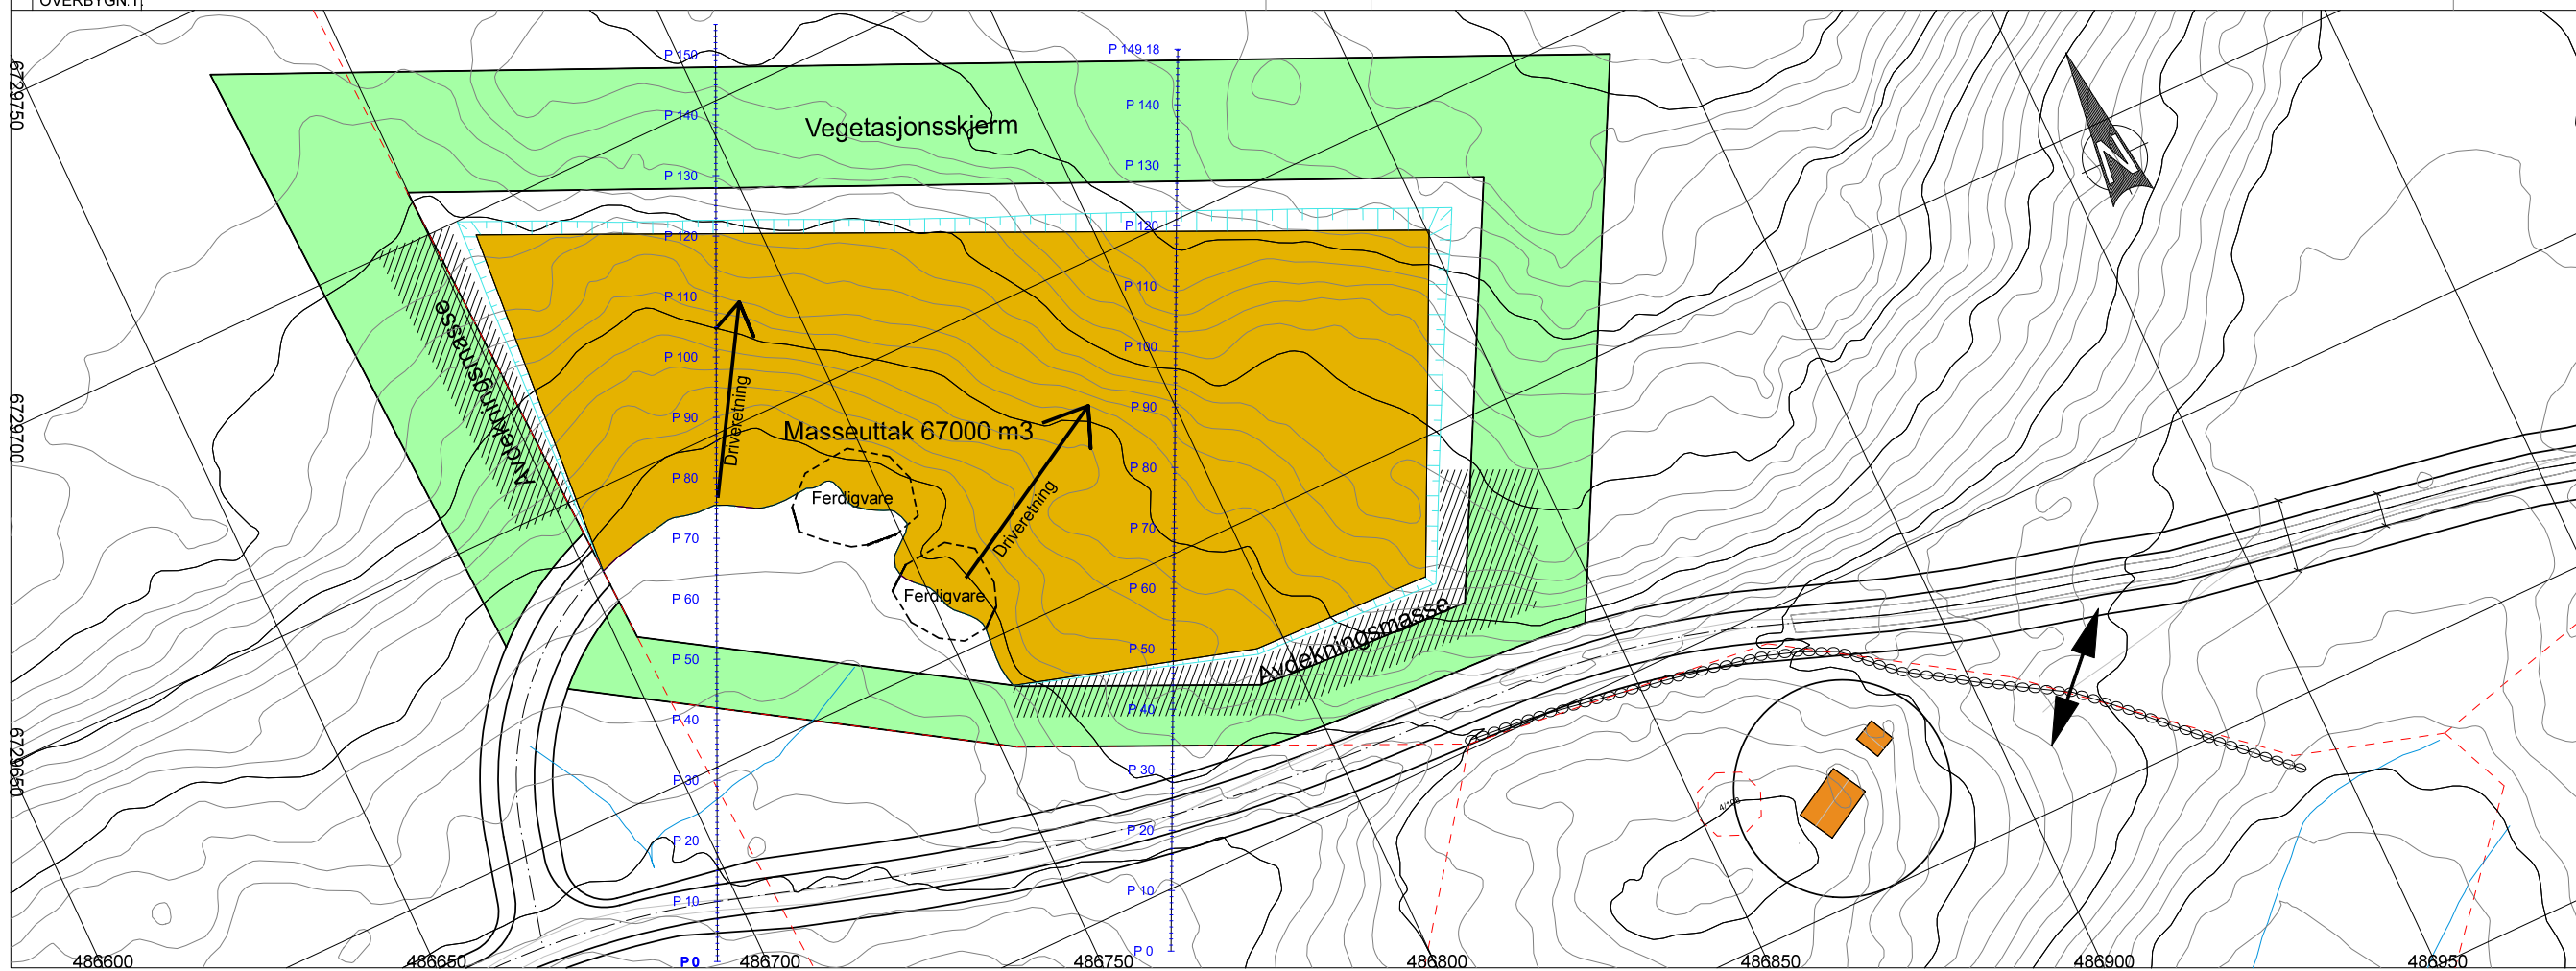 OVERBYGN.1
P 150
P 149.18
6729750
P 140
P 140
Vegetasjonsskjerm
N
P 130
P 130
P 120
P 120
P 110
P 110
Avdekningsmasse
P 100
P 100
Driveretning
P 90
P 90
6729700
Masseuttak 67000 m3
P 80
P 80
Ferdigvare
Driveretning
P 70
P 70
P 60
P 60
Ferdigvare
P 50
P 50
Avdekningsmasse
P 40
P 40
6729650
P 30
P 30
4/108
P 20
P 20
P 10
P 10
P 0
P 0
486600
486650
486700
486750
486800
486850
486900
486950